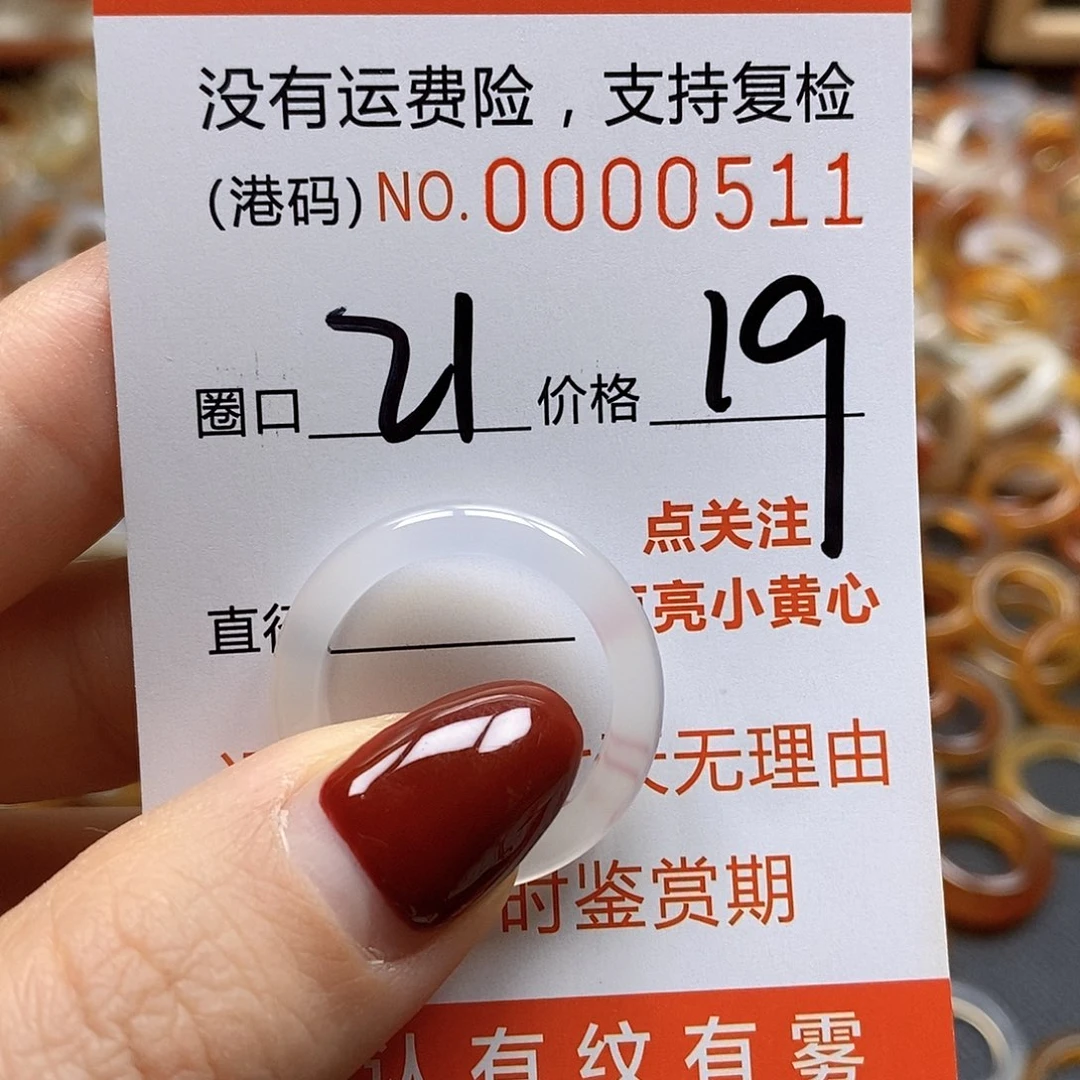 没有运费险，支持复检
(港码) NO.0000511
圈口 21 价格 19
点关注
亮小黄心
直径
天无理由
时鉴赏期
认有纹有雾